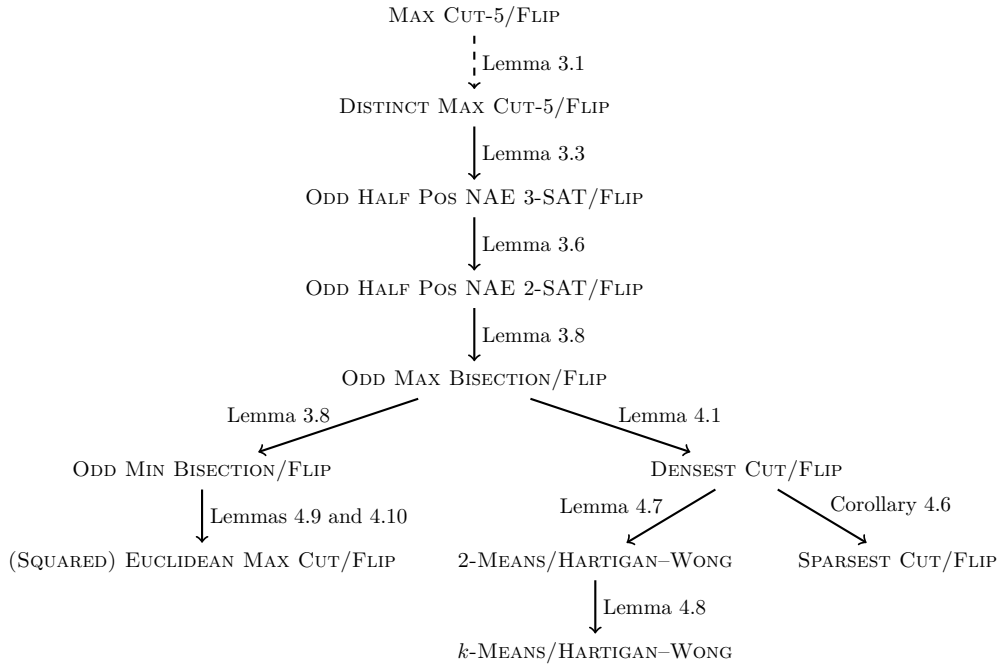 MAX CUT-5/FLIP
Lemma 3.1
DISTINCT MAX CUT-5/FLIP
Lemma 3.3
ODD HALF POS NAE 3-SAT/FLIP
Lemma 3.6
ODD HALF POS NAE 2-SAT/FLIP
Lemma 3.8
ODD MAX BISECTION/FLIP
Lemma 3.8
Lemma 4.1
ODD MIN BISECTION/FLIP
DENSEST CUT/FLIP
Lemmas 4.9 and 4.10
Lemma 4.7
Corollary 4.6
(SQUARED) EUCLIDEAN MAX CUT/FLIP
2-MEANS/HARTIGAN–WONG
SPARSEST CUT/FLIP
Lemma 4.8
k-MEANS/HARTIGAN–WONG